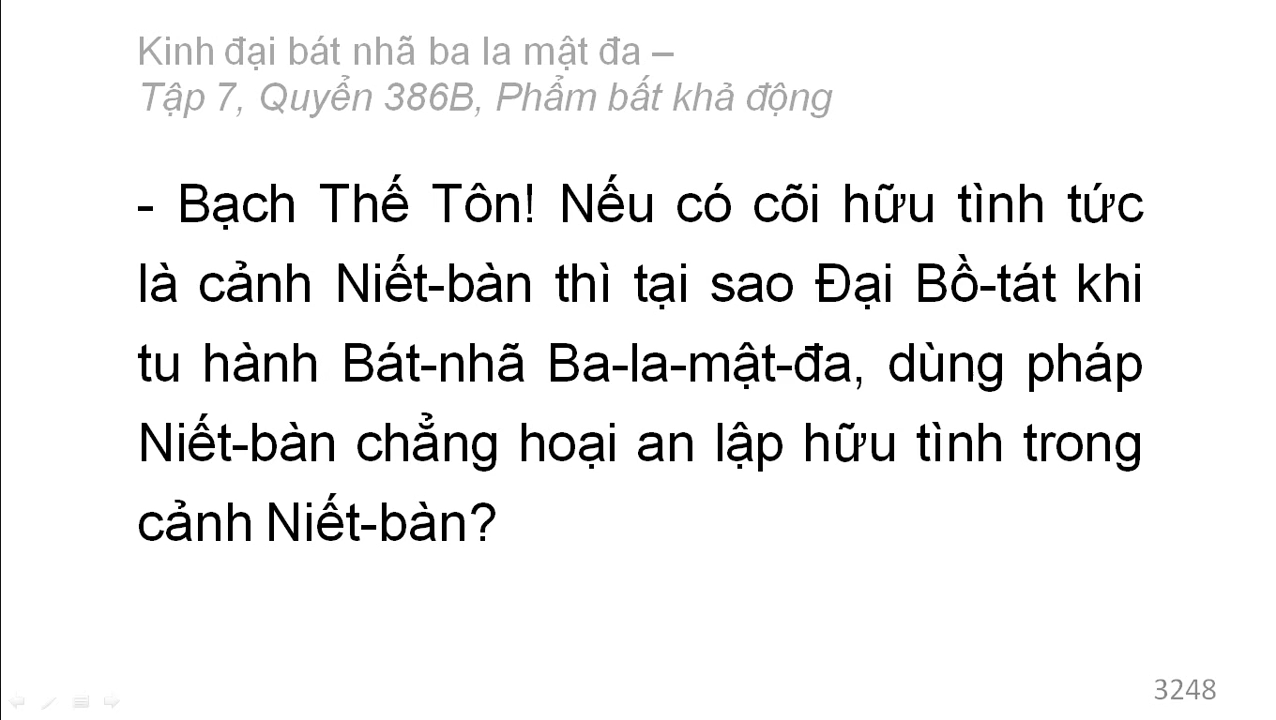 Kinh đại bát nhã ba la mật đa –
Tập 7, Quyển 386B, Phẩm bất khả động
- Bạch Thế Tôn! Nếu có cõi hữu tình tức
là cảnh Niết-bàn thì tại sao Đại Bồ-tát khi
tu hành Bát-nhã Ba-la-mật-đa, dùng pháp
Niết-bàn chẳng hoại an lập hữu tình trong
cảnh Niết-bàn?
3248